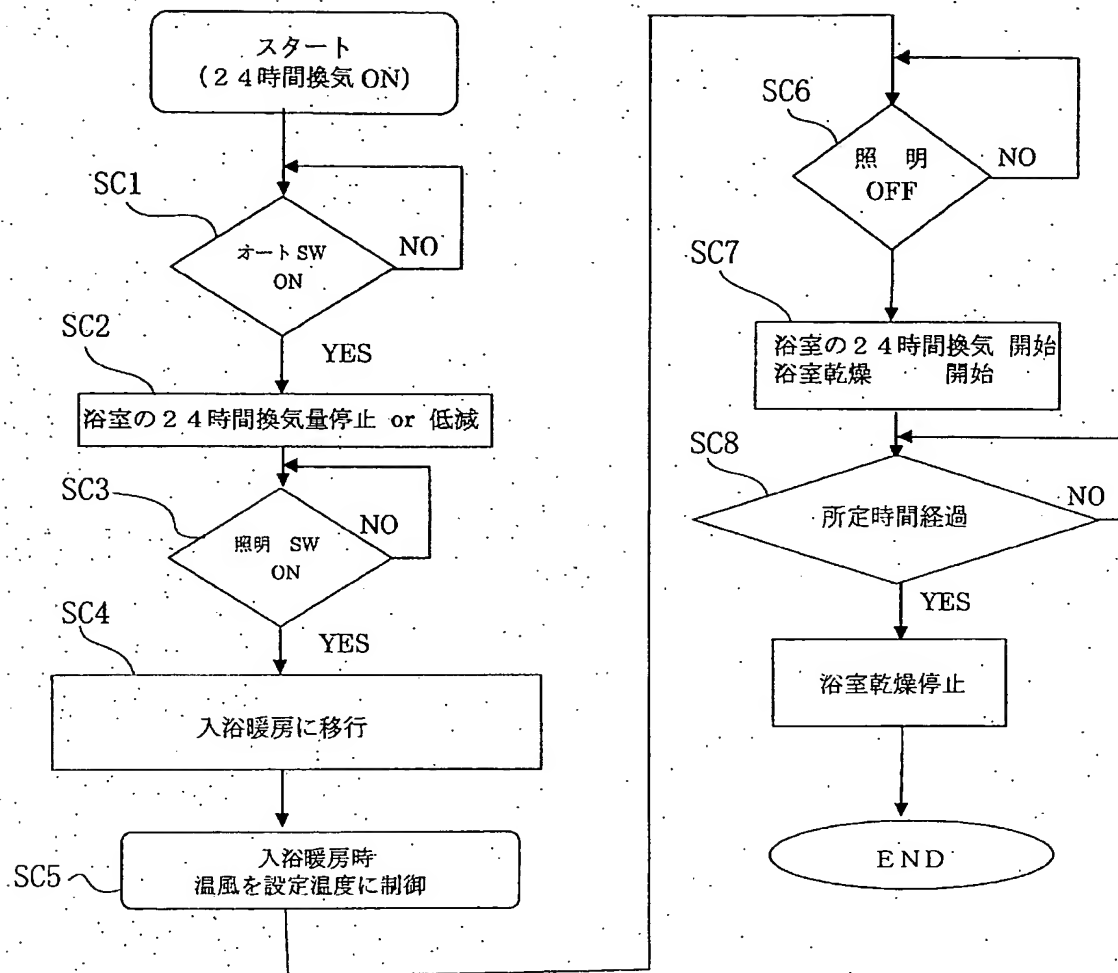 スタート
(24時間換気 ON)
SC1
オート SW
ON
NO
YES
SC2
浴室の24時間換気量停止 or 低減
SC3
照明 SW
ON
NO
YES
SC4
入浴暖房に移行
SC5
入浴暖房時
温風を設定温度に制御
SC6
照 明
OFF
NO
SC7
浴室の24時間換気 開始
浴室乾燥 開始
SC8
所定時間経過
NO
YES
浴室乾燥停止
END